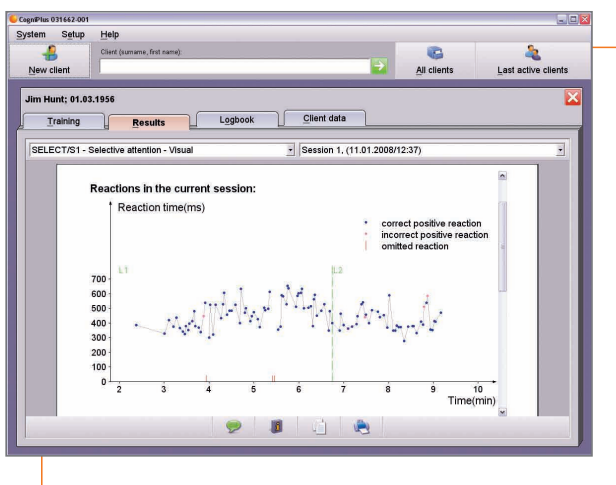 CogniPlus 031662-001
System Setup Help
Client (surname, first name):
New client
All clients
Last active clients
Jim Hunt; 01.03.1956
Training
Results
Logbook
Client data
SELECT/S1 - Selective attention - Visual
Session 1, (11.01.2008/12:37)
Reactions in the current session:
Reaction time(ms)
correct positive reaction
incorrect positive reaction
omitted reaction
L1
L2
700
600
500
400
300
200
100
0
2 3 4 5 6 7 8 9 10
Time(min)